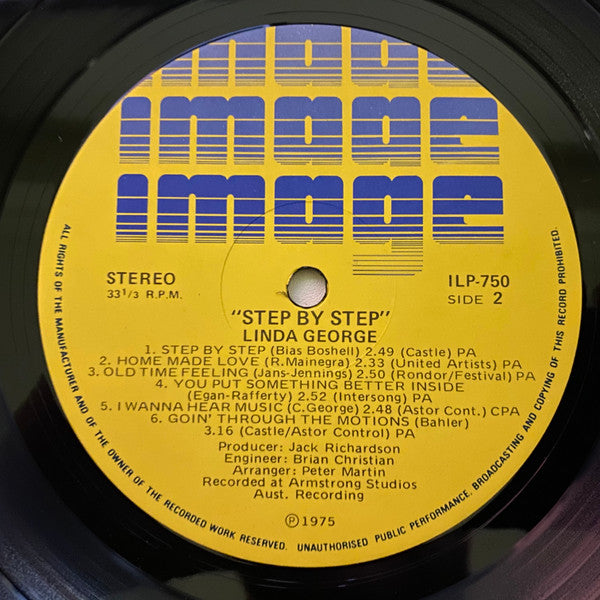 image
image
image
STEREO
33 1/3 R.P.M.
ILP-750
SIDE 2
"STEP BY STEP"
LINDA GEORGE
1. STEP BY STEP (Bias Boshell) 2.49 (Castle) PA
2. HOME MADE LOVE (R.Mainegra) 2.33 (United Artists) PA
3. OLD TIME FEELING (Jans-Jennings) 2.50 (Rondor/Festival) PA
4. YOU PUT SOMETHING BETTER INSIDE
(Egan-Rafferty) 2.52 (Intersong) PA
5. I WANNA HEAR MUSIC (C.George) 2.48 (Astor Cont.) CPA
6. GOIN' THROUGH THE MOTIONS (Bahler)
3.16 (Castle/Astor Control) PA
Producer: Jack Richardson
Engineer: Brian Christian
Arranger: Peter Martin
Recorded at Armstrong Studios
Aust. Recording
℗ 1975
ALL RIGHTS OF THE MANUFACTURER AND OF THE OWNER OF THE RECORDED WORK RESERVED. UNAUTHORISED PUBLIC PERFORMANCE, BROADCASTING AND COPYING OF THIS RECORD PROHIBITED.